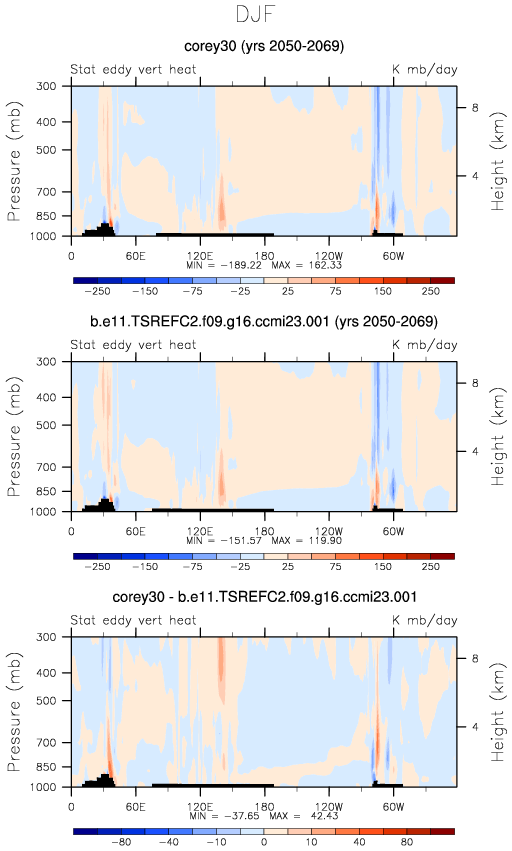 DJF
corey30 (yrs 2050-2069)
Stat eddy vert heat K mb/day
Pressure (mb)
300
400
500
700
850
1000
8
4
Height (km)
0 60E 120E 180 120W 60W
MIN = -189.22 MAX = 162.33
-250 -150 -75 -25 25 75 150 250
b.e11.TSREFC2.f09.g16.ccmi23.001 (yrs 2050-2069)
Stat eddy vert heat K mb/day
Pressure (mb)
300
400
500
700
850
1000
8
4
Height (km)
0 60E 120E 180 120W 60W
MIN = -151.57 MAX = 119.90
-250 -150 -75 -25 25 75 150 250
corey30 - b.e11.TSREFC2.f09.g16.ccmi23.001
Stat eddy vert heat K mb/day
Pressure (mb)
300
400
500
700
850
1000
8
4
Height (km)
0 60E 120E 180 120W 60W
MIN = -37.65 MAX = 42.43
-80 -40 -10 0 10 40 80